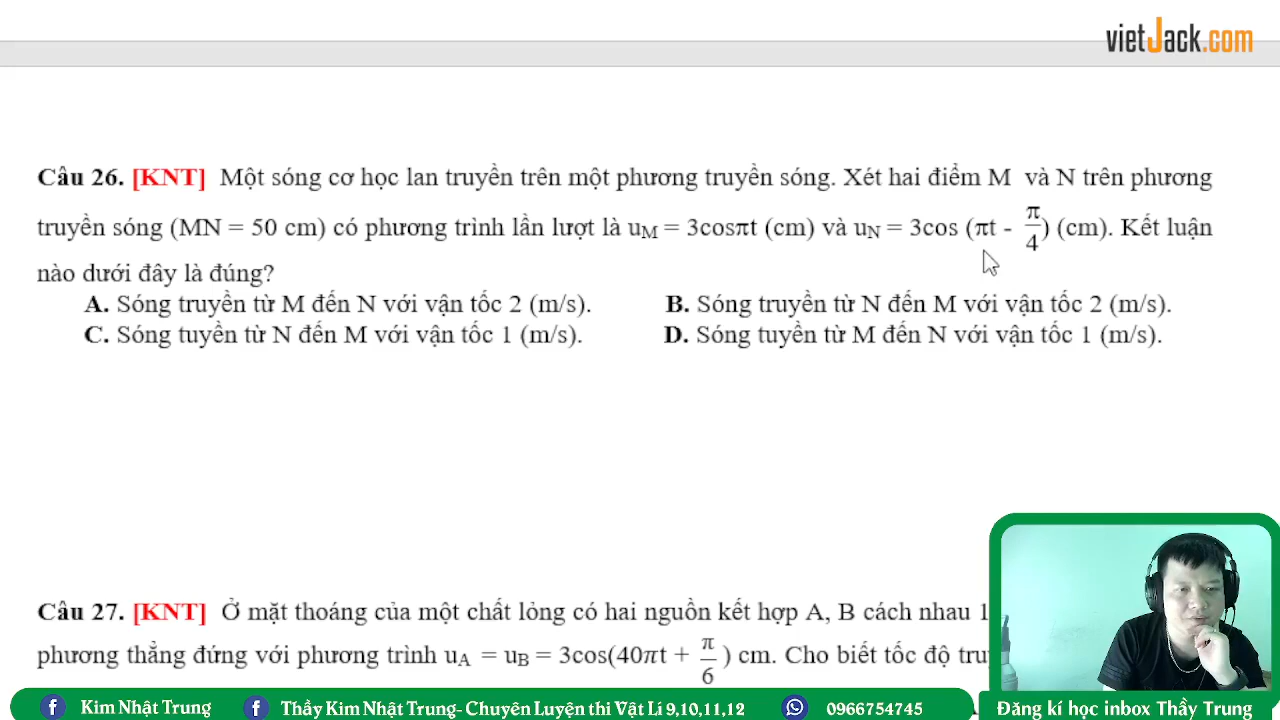 vietJack.com
Câu 26. [KNT] Một sóng cơ học lan truyền trên một phương truyền sóng. Xét hai điểm M và N trên phương
truyền sóng (MN = 50 cm) có phương trình lần lượt là uM = 3cosπt (cm) và uN = 3cos (πt - π/4) (cm). Kết luận
nào dưới đây là đúng?
A. Sóng truyền từ M đến N với vận tốc 2 (m/s). B. Sóng truyền từ N đến M với vận tốc 2 (m/s).
C. Sóng tuyền từ N đến M với vận tốc 1 (m/s). D. Sóng tuyền từ M đến N với vận tốc 1 (m/s).
Câu 27. [KNT] Ở mặt thoáng của một chất lỏng có hai nguồn kết hợp A, B cách nhau
phương thẳng đứng với phương trình uA = uB = 3cos(40πt + π/6) cm. Cho biết tốc độ
Kim Nhật Trung Thầy Kim Nhật Trung- Chuyên Luyện thi Vật Lí 9,10,11,12 0966754745 Đăng kí học inbox Thầy Trung